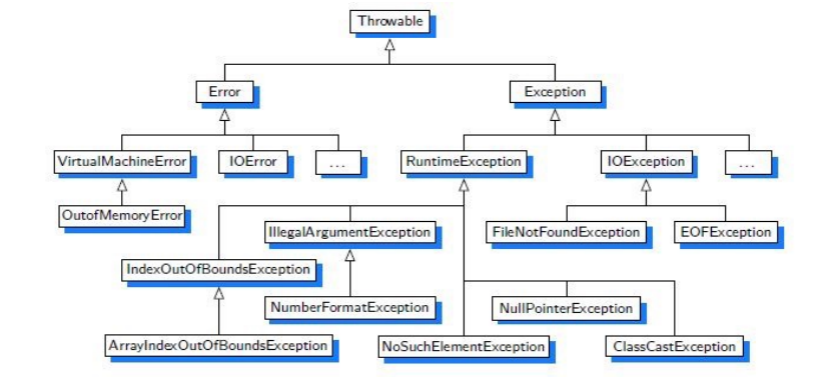 Throwable
Error
Exception
VirtualMachineError
IOError
...
RuntimeException
IOException
...
OutofMemoryError
IllegalArgumentException
FileNotFoundException
EOFException
IndexOutOfBoundsException
NumberFormatException
NullPointerException
ArrayIndexOutOfBoundsException
NoSuchElementException
ClassCastException